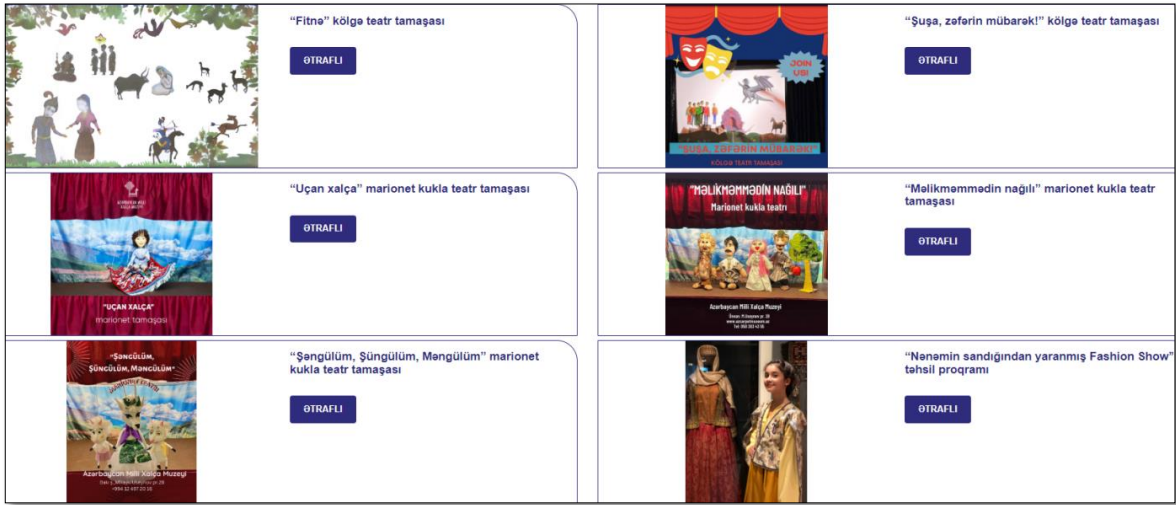 “Fitnə” kölgə teatr tamaşası
ƏTRAFLI
“Şuşa, zəfərin mübarək!” kölgə teatr tamaşası
ƏTRAFLI
JOIN
US!
“ŞUŞA, ZƏFƏRİN MÜBARƏK!”
KÖLGƏ TEATR TAMAŞASI
“Uçan xalça” marionet kukla teatr tamaşası
ƏTRAFLI
“UÇAN XALÇA”
marionet tamaşası
“Məlikməmmədin nağılı” marionet kukla teatr
tamaşası
ƏTRAFLI
“MƏLİKMƏMMƏDİN NAĞILI”
Marionet kukla teatrı
Azərbaycan Milli Xalça Muzeyi
“Şəngülüm, Şüngülüm, Məngülüm” marionet
kukla teatr tamaşası
ƏTRAFLI
“ŞƏNGÜLÜM,
ŞÜNGÜLÜM, MƏNGÜLÜM”
Azərbaycan Milli Xalça Muzeyi
“Nənəmin sandığından yaranmış Fashion Show”
təhsil proqramı
ƏTRAFLI